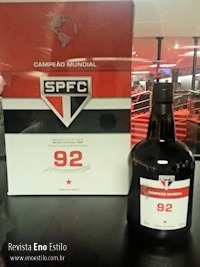 CAMPEÃO MUNDIAL
SPFC
92
CAMPEÃO MUNDIAL
92
Revista Eno Estilo
www.enoestilo.com.br